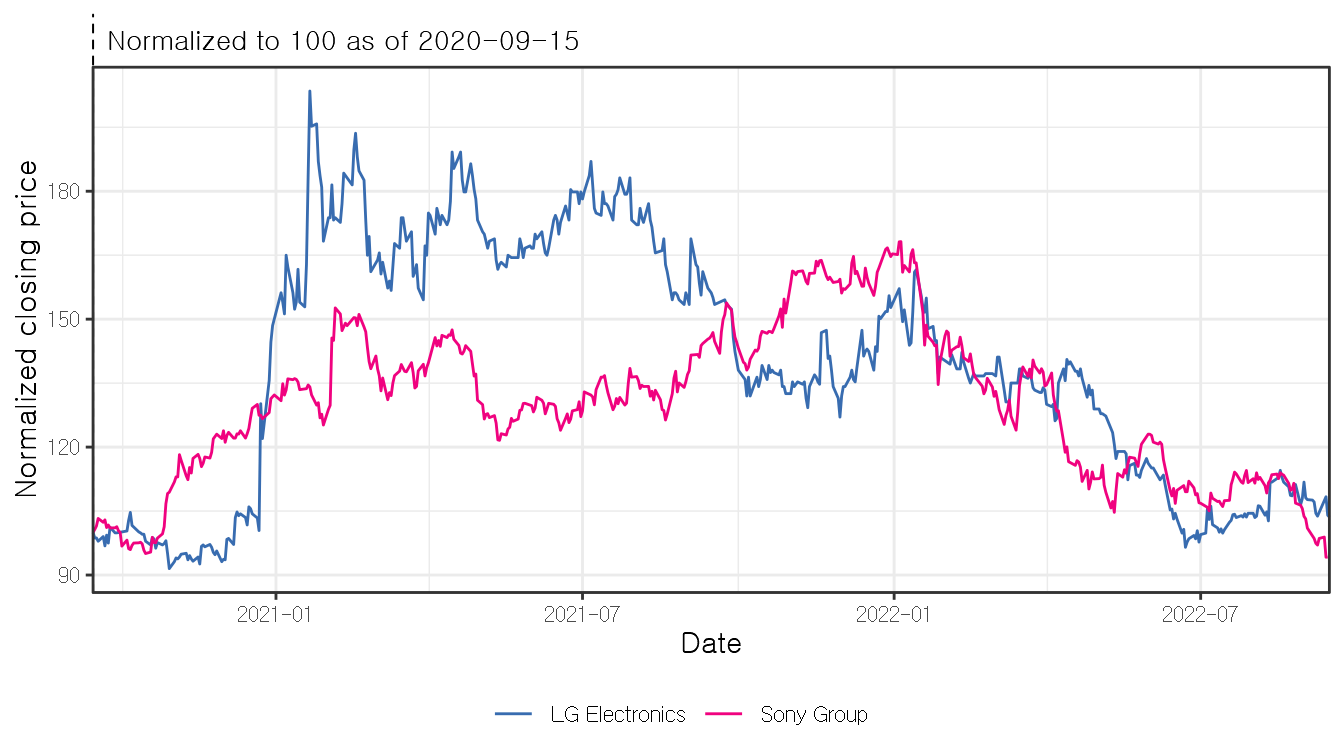 Normalized to 100 as of 2020-09-15
Normalized closing price
180
150
120
90
2021-01
2021-07
2022-01
2022-07
Date
LG Electronics
Sony Group